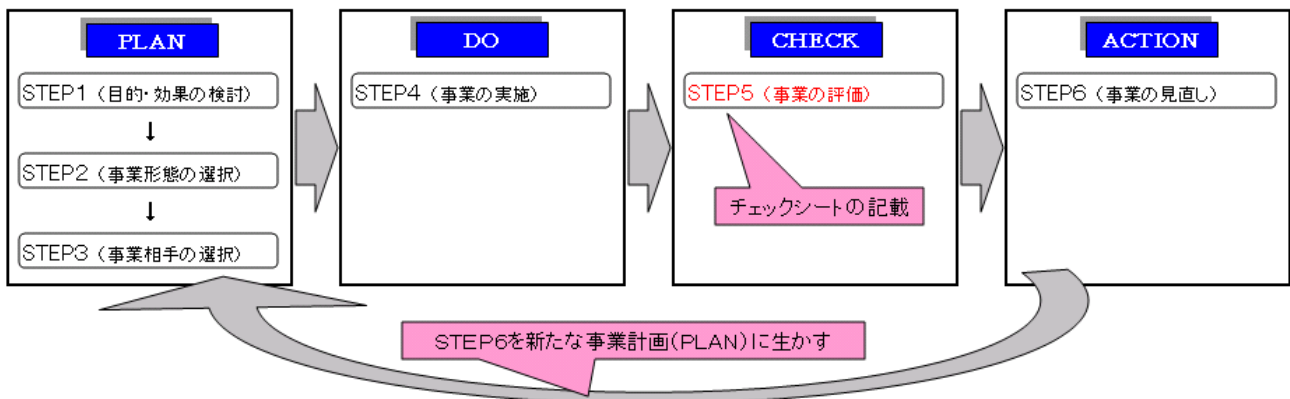 PLAN
STEP1（目的・効果の検討）
↓
STEP2（事業形態の選択）
↓
STEP3（事業相手の選択）
DO
STEP4（事業の実施）
CHECK
STEP5（事業の評価）
チェックシートの記載
ACTION
STEP6（事業の見直し）
STEP6を新たな事業計画(PLAN)に生かす